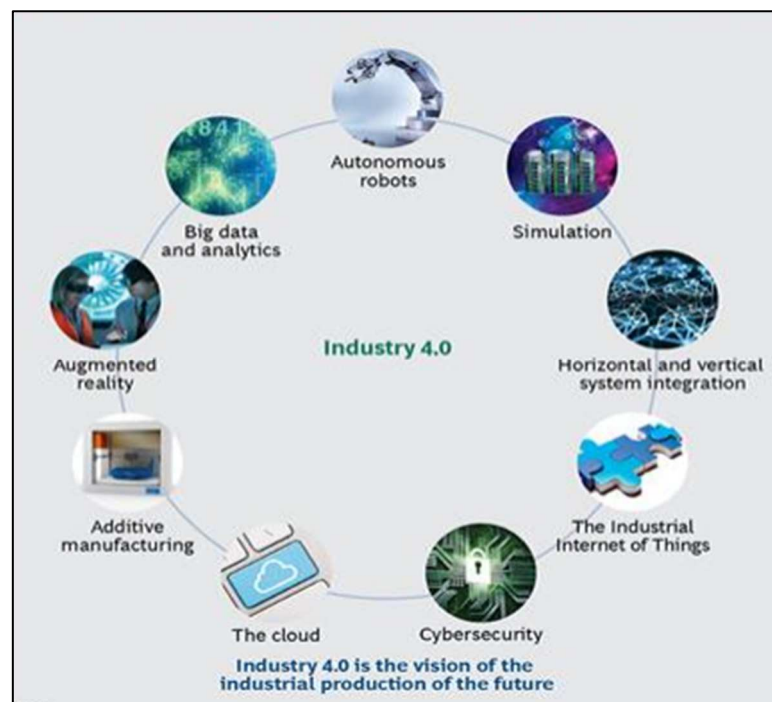 Autonomous
robots
Simulation
Horizontal and vertical
system integration
The Industrial
Internet of Things
Cybersecurity
The cloud
Additive
manufacturing
Augmented
reality
Big data
and analytics
Industry 4.0
Industry 4.0 is the vision of the
industrial production of the future